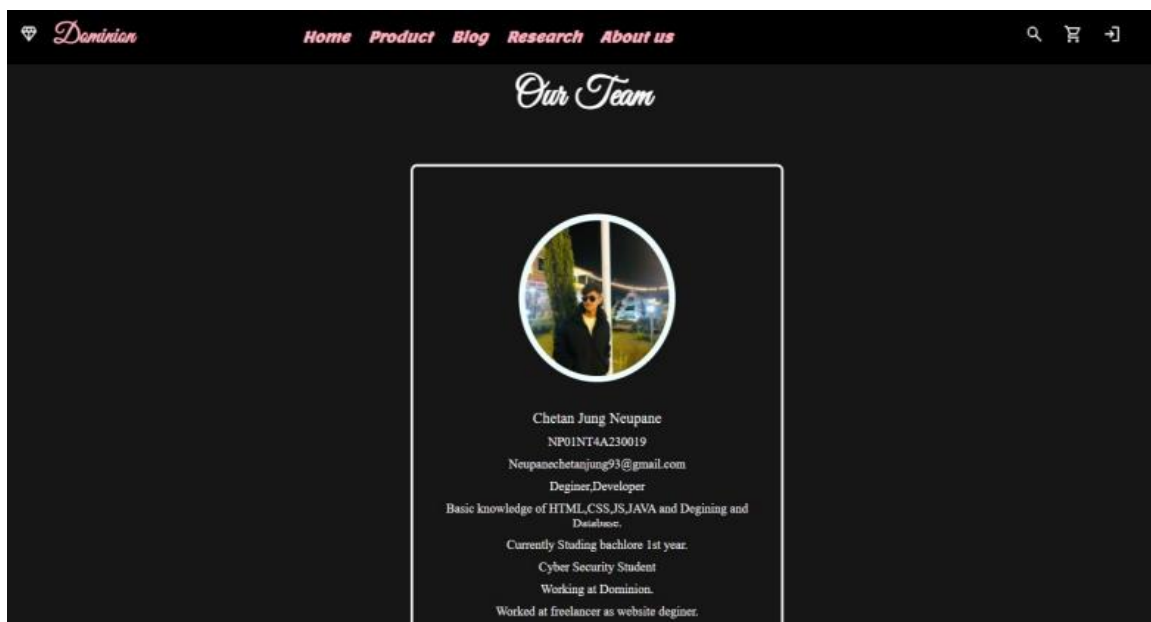 Dominion
Home Product Blog Research About us
Our Team
Chetan Jung Neupane
NP01NT4A230019
Neupanechetanjung93@gmail.com
Deginer,Developer
Basic knowledge of HTML,CSS,JS,JAVA and Degining and
Database.
Currently Studing bachlore 1st year.
Cyber Security Student
Working at Dominion.
Worked at freelancer as website deginer.